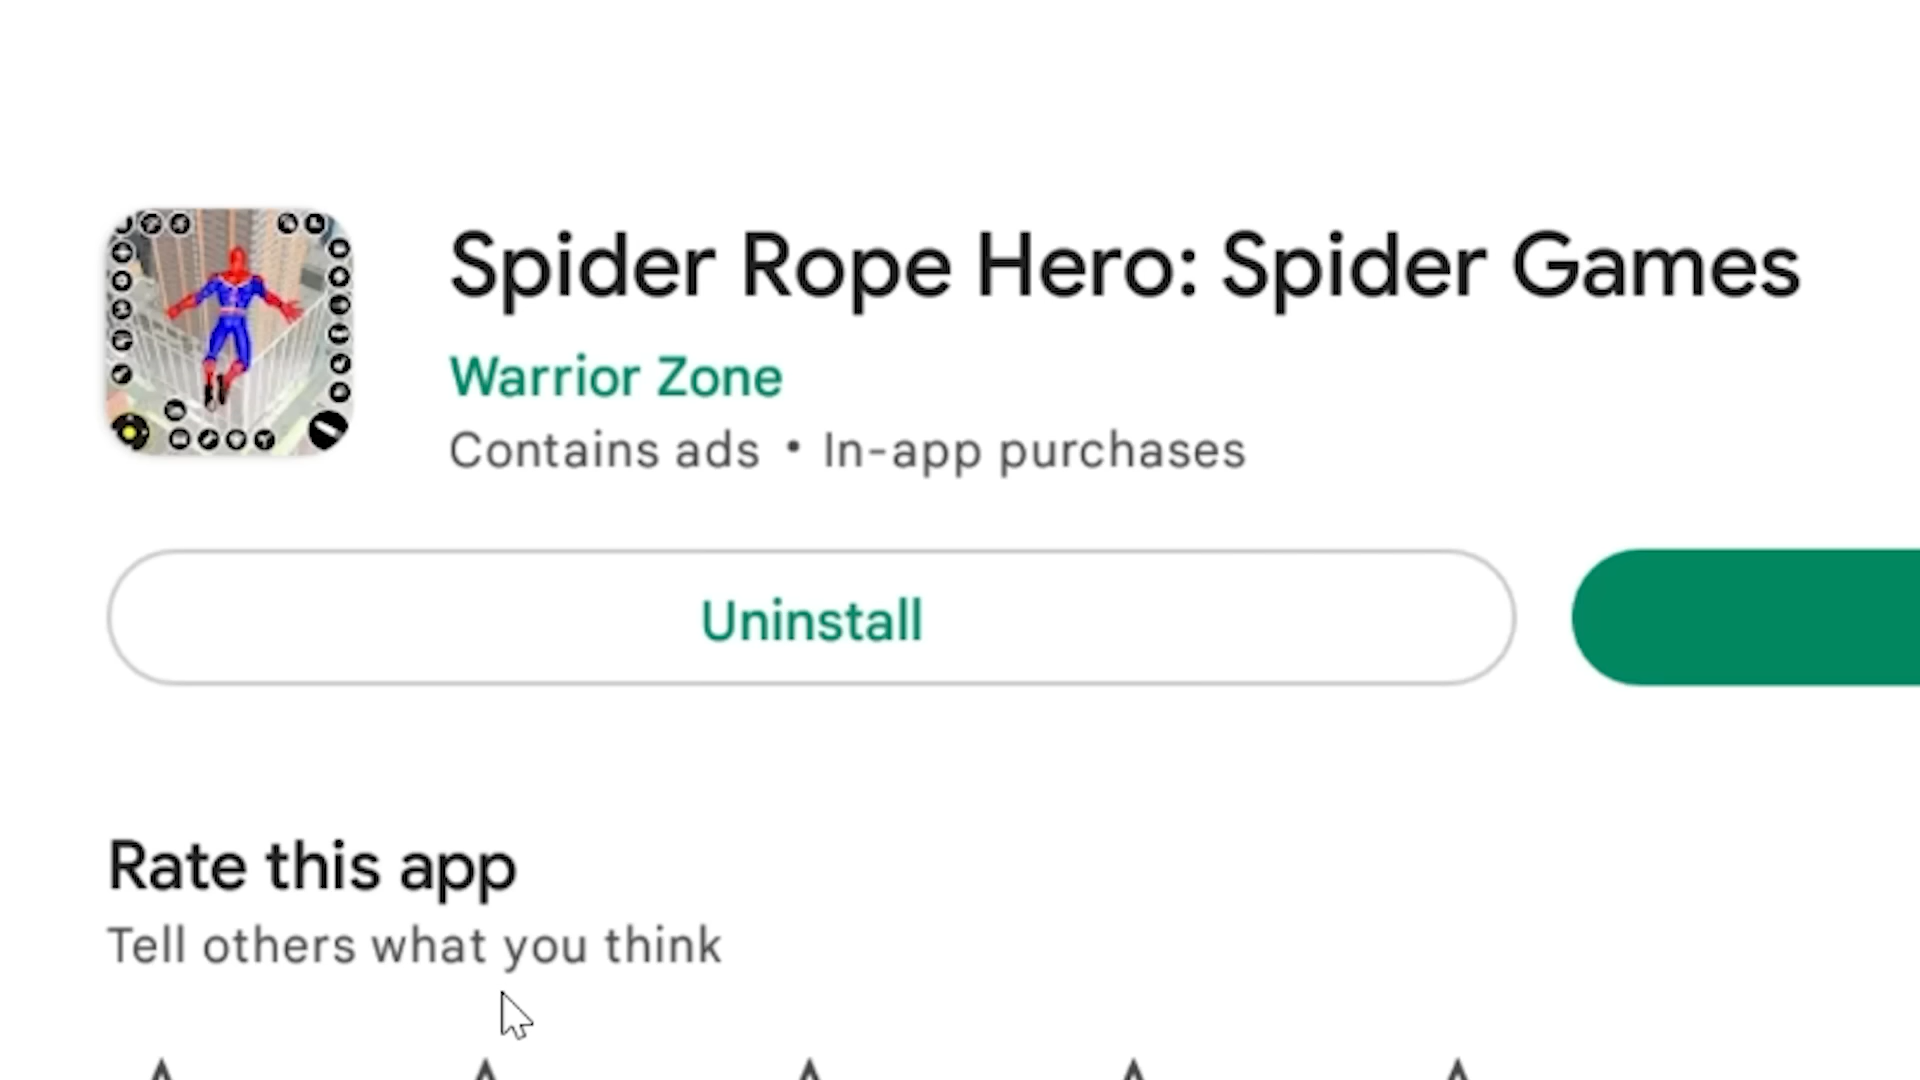 Spider Rope Hero: Spider Games
Warrior Zone
Contains ads • In-app purchases
Uninstall
Rate this app
Tell others what you think